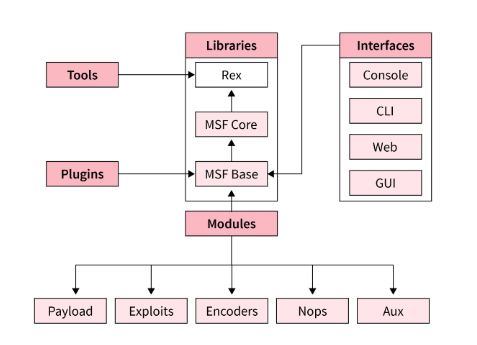 Libraries
Interfaces
Tools
Rex
Console
MSF Core
CLI
Web
Plugins
MSF Base
GUI
Modules
Payload
Exploits
Encoders
Nops
Aux